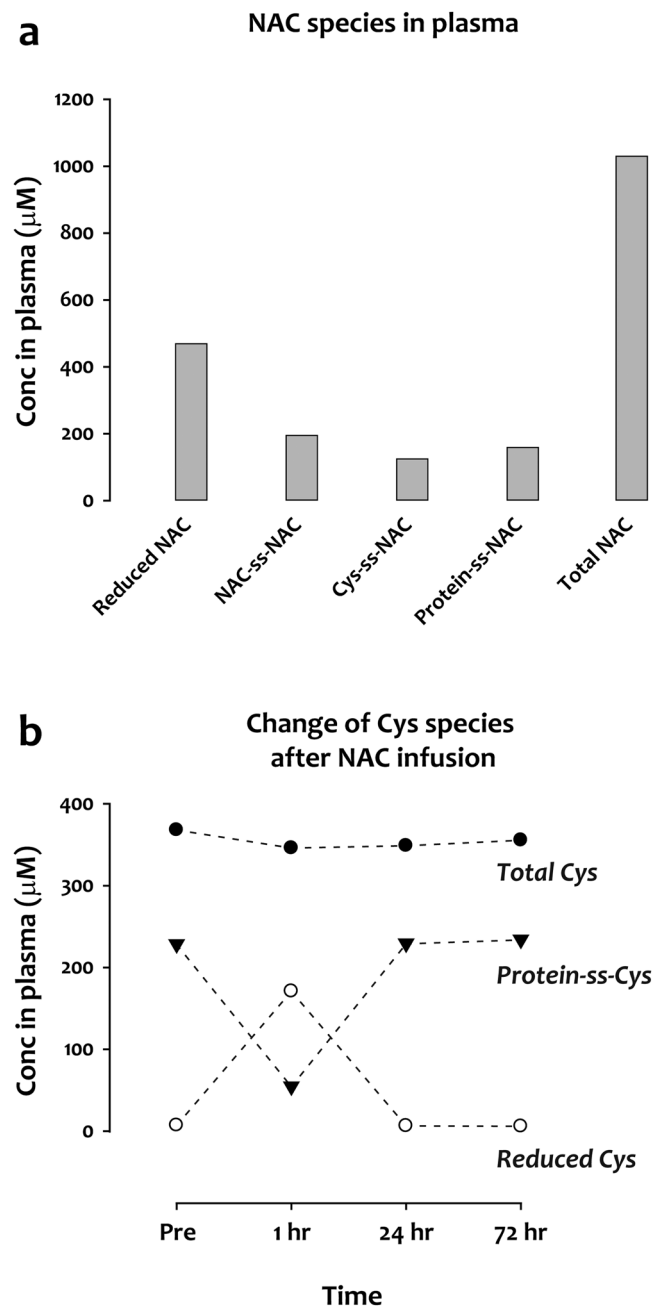 a
NAC species in plasma
Conc in plasma (μM)
1200
1000
800
600
400
200
0
Reduced NAC
NAC-ss-NAC
Cys-ss-NAC
Protein-ss-NAC
Total NAC
b
Change of Cys species
after NAC infusion
Conc in plasma (μM)
400
300
200
100
0
Total Cys
Protein-ss-Cys
Reduced Cys
Pre
1 hr
24 hr
72 hr
Time